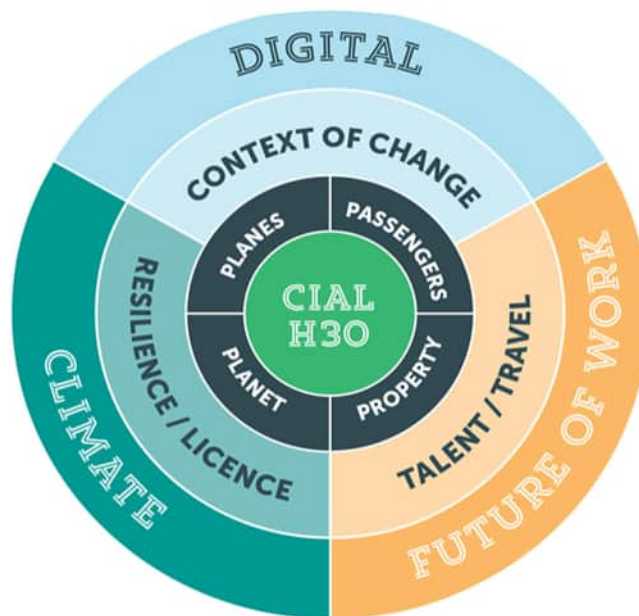 DIGITAL
CONTEXT OF CHANGE
PLANES
PASSENGERS
CIAL
H30
PLANET
PROPERTY
RESILIENCE / LICENCE
TALENT / TRAVEL
CLIMATE
FUTURE OF WORK